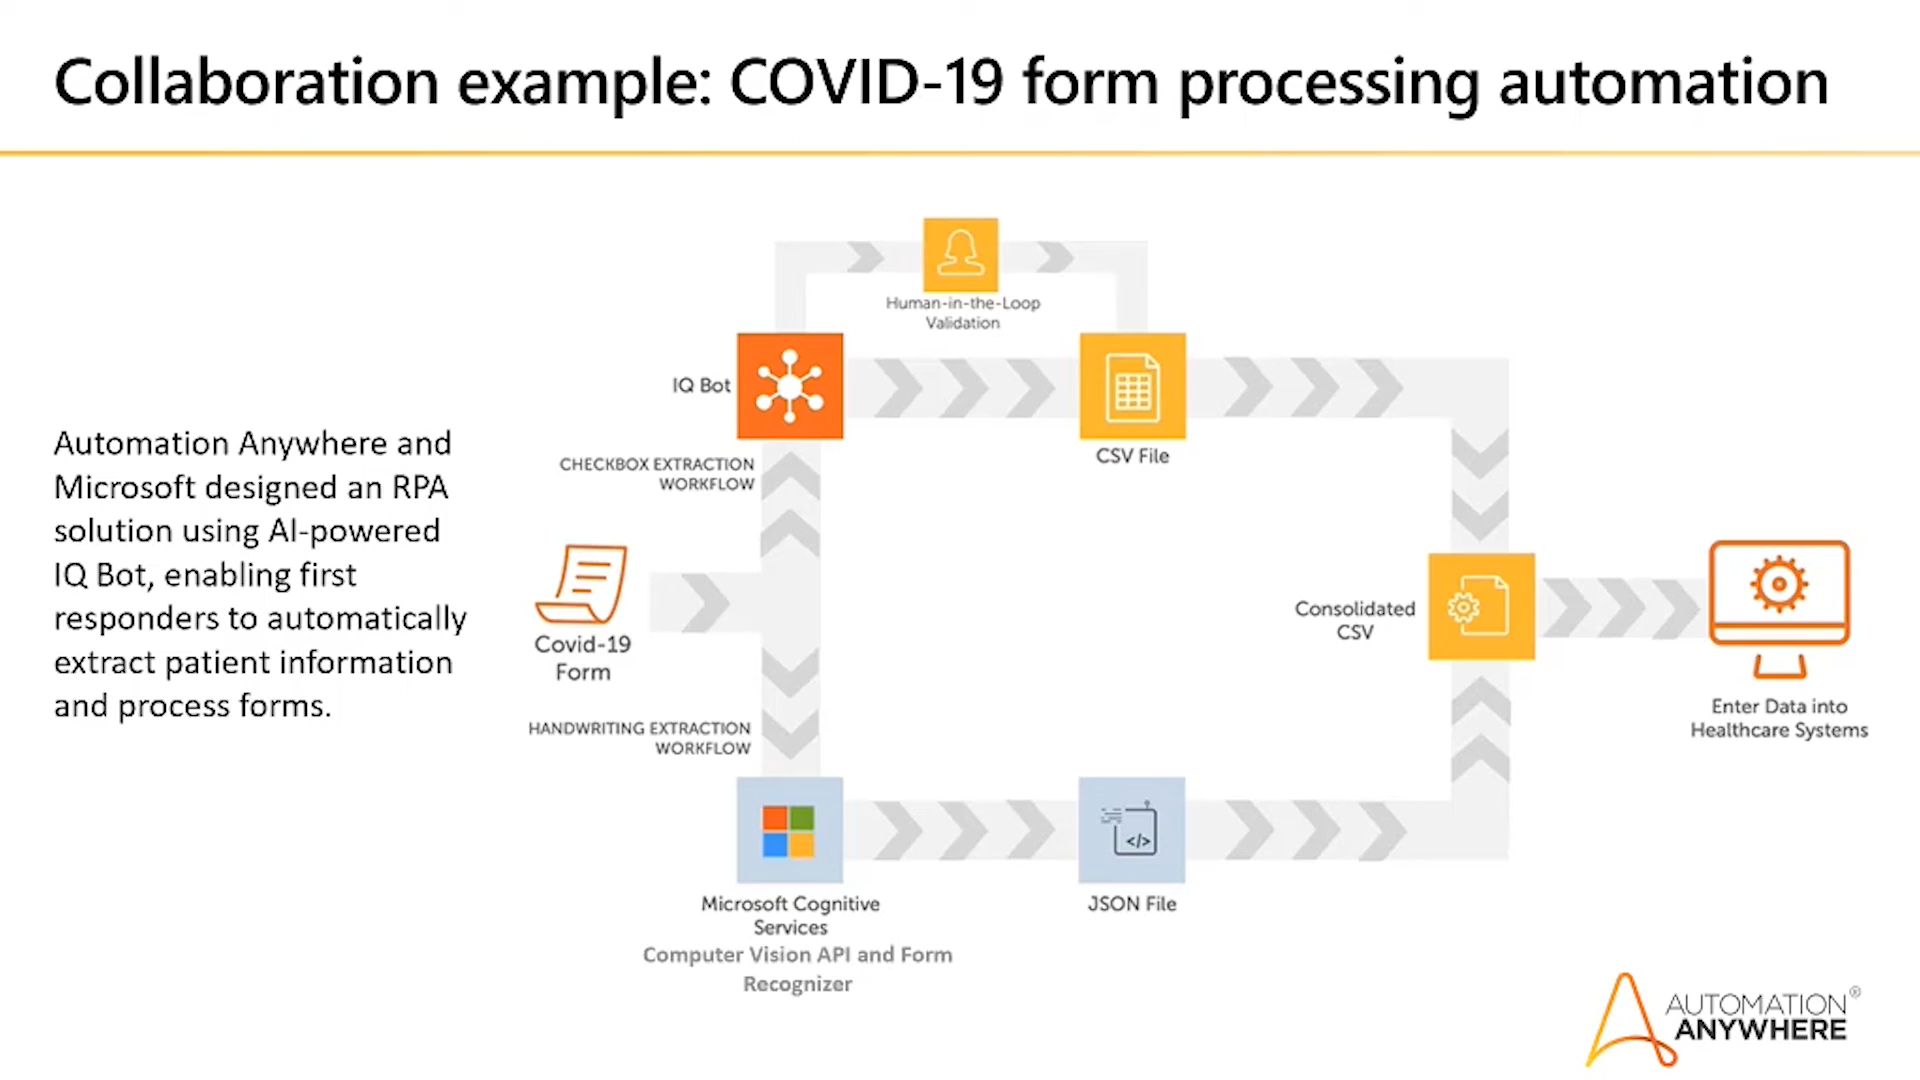 Collaboration example: COVID-19 form processing automation
Human-in-the-Loop
Validation
IQ Bot
CSV File
CHECKBOX EXTRACTION
WORKFLOW
Automation Anywhere and
Microsoft designed an RPA
solution using AI-powered
IQ Bot, enabling first
responders to automatically
extract patient information
and process forms.
Covid-19
Form
Consolidated
CSV
Enter Data into
Healthcare Systems
HANDWRITING EXTRACTION
WORKFLOW
</>
Microsoft Cognitive
Services
Computer Vision API and Form
Recognizer
JSON File
AUTOMATION®
ANYWHERE